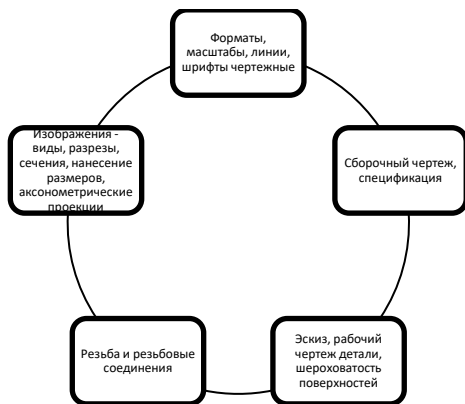 Форматы,
масштабы, линии,
шрифты чертежные
Сборочный чертеж,
спецификация
Эскиз, рабочий
чертеж детали,
шероховатость
поверхностей
Резьба и резьбовые
соединения
Изображения -
виды, разрезы,
сечения, нанесение
размеров,
аксонометрические
проекции